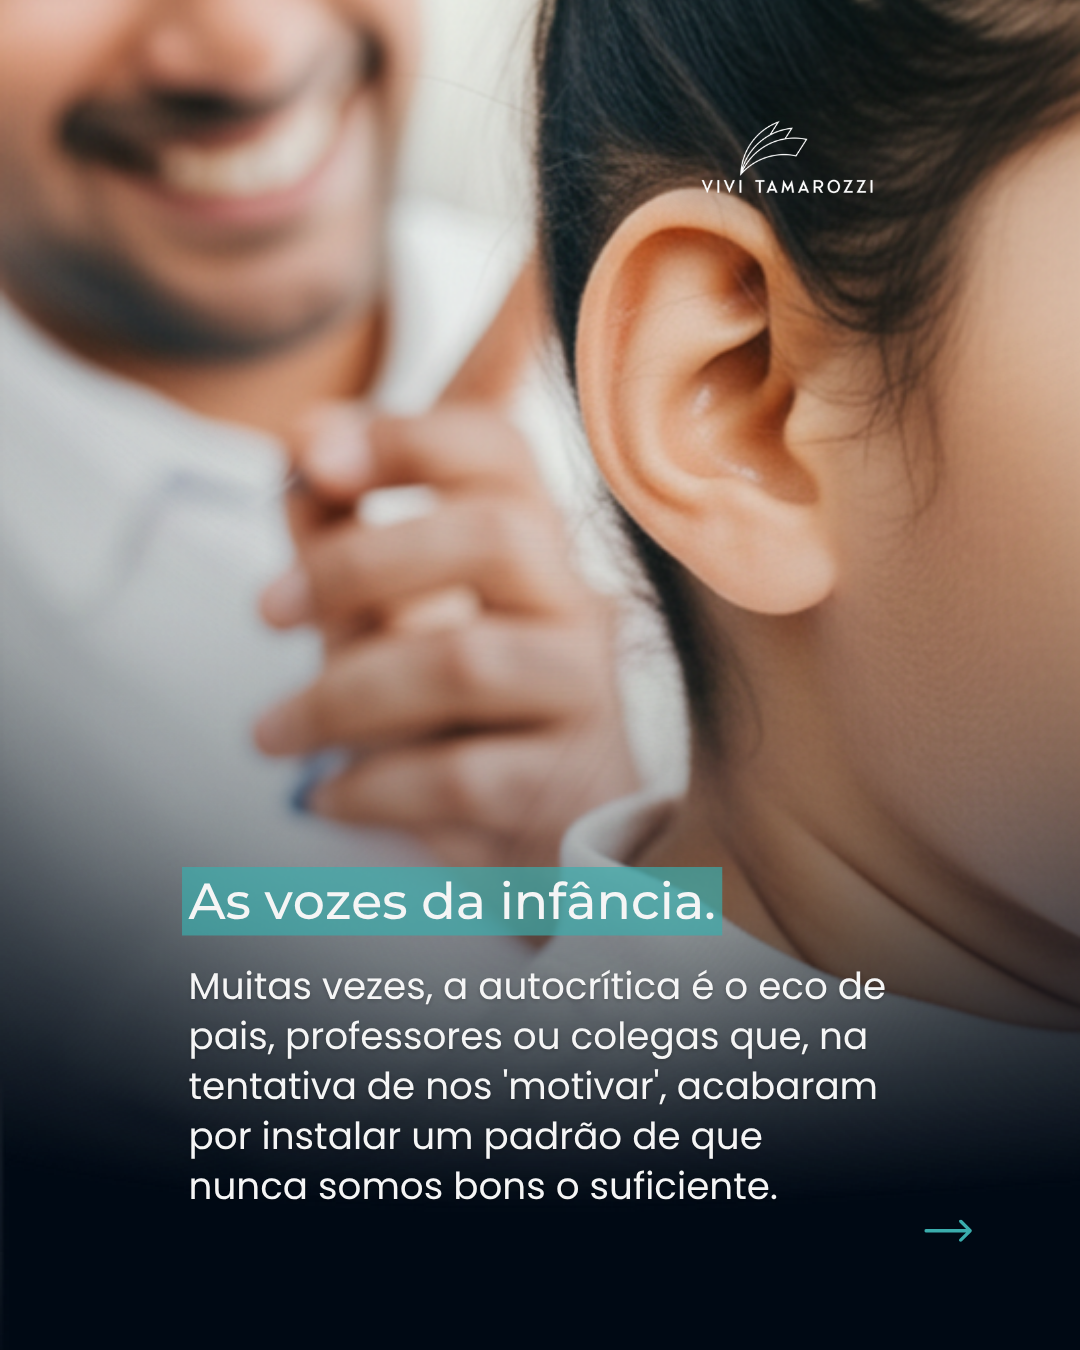 VIVI TAMAROZZI
As vozes da infância.
Muitas vezes, a autocrítica é o eco de
pais, professores ou colegas que, na
tentativa de nos 'motivar', acabaram
por instalar um padrão de que
nunca somos bons o suficiente.